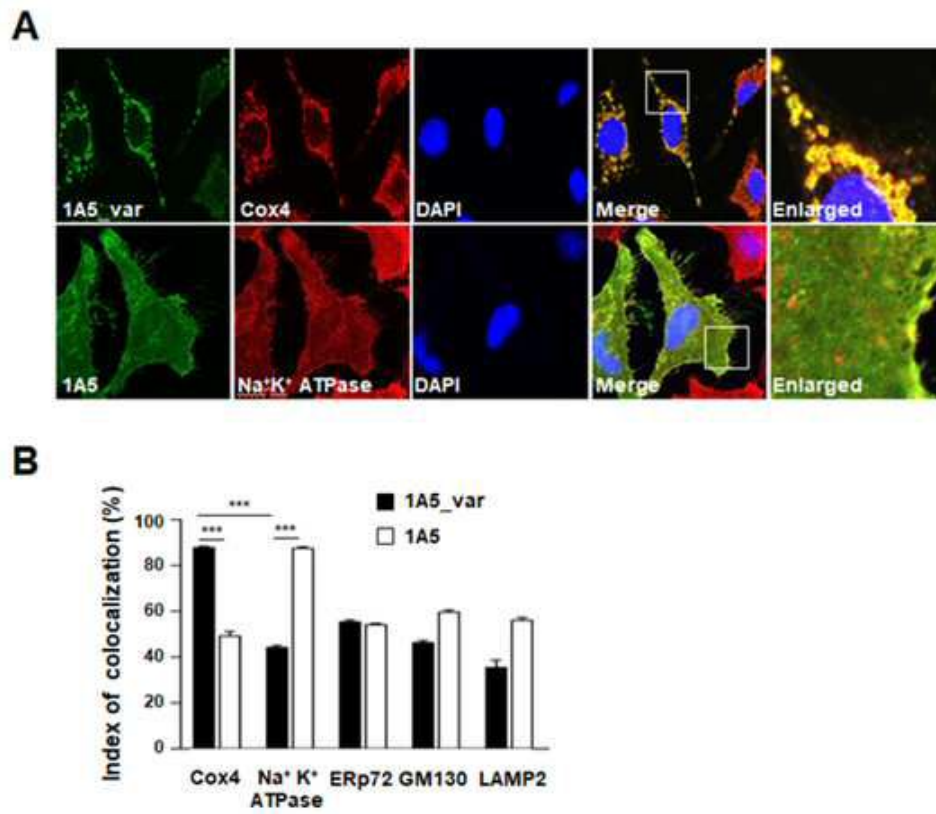 A
1A5_var Cox4 DAPI Merge Enlarged
1A5 Na⁺K⁺ ATPase DAPI Merge Enlarged
B
Index of colocalization (%)
1A5_var
1A5
***
*** ***
100
80
60
40
20
0
Cox4 Na⁺ K⁺ ERp72 GM130 LAMP2
ATPase